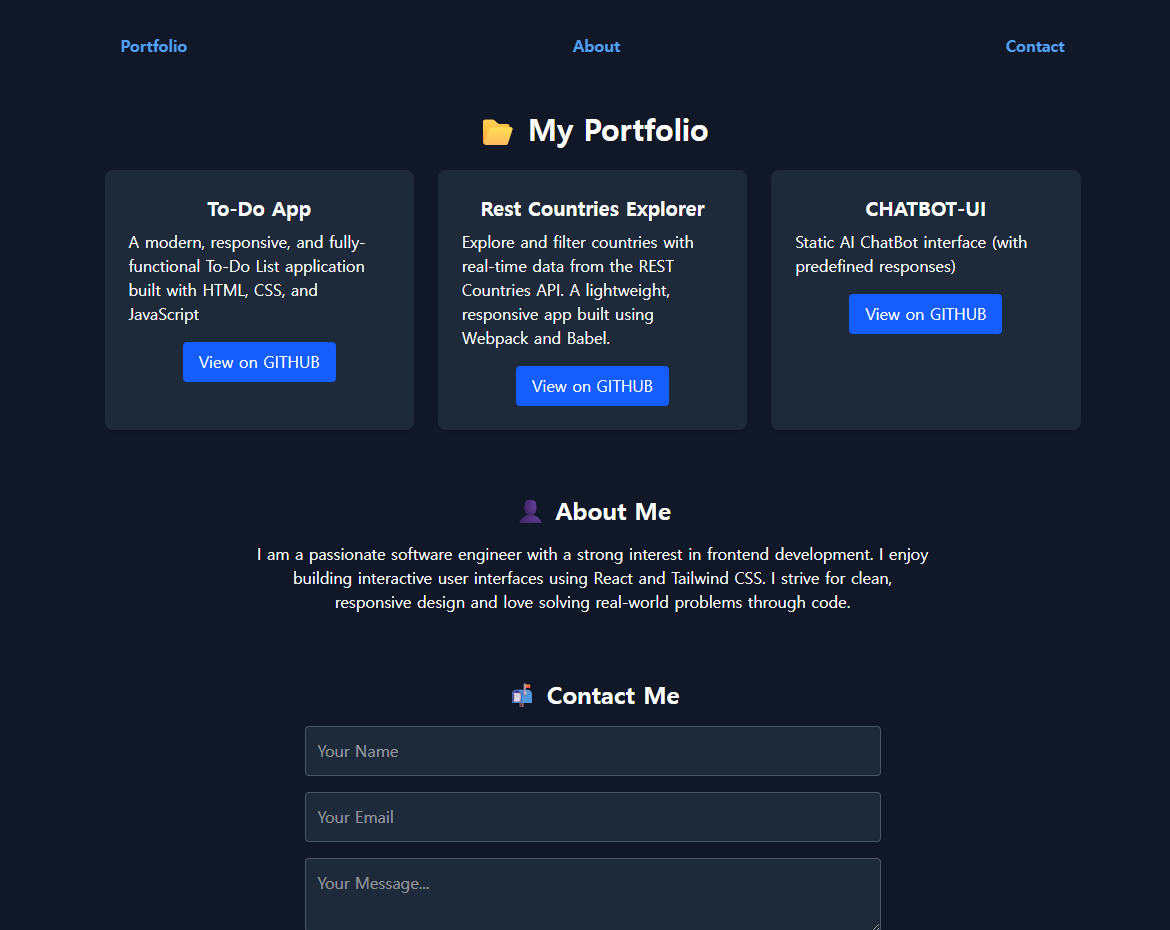 Portfolio About Contact
My Portfolio
To-Do App
A modern, responsive, and fully-
functional To-Do List application
built with HTML, CSS, and
JavaScript
View on GITHUB
Rest Countries Explorer
Explore and filter countries with
real-time data from the REST
Countries API. A lightweight,
responsive app built using
Webpack and Babel.
View on GITHUB
CHATBOT-UI
Static AI ChatBot interface (with
predefined responses)
View on GITHUB
About Me
I am a passionate software engineer with a strong interest in frontend development. I enjoy
building interactive user interfaces using React and Tailwind CSS. I strive for clean,
responsive design and love solving real-world problems through code.
Contact Me
Your Name
Your Email
Your Message...